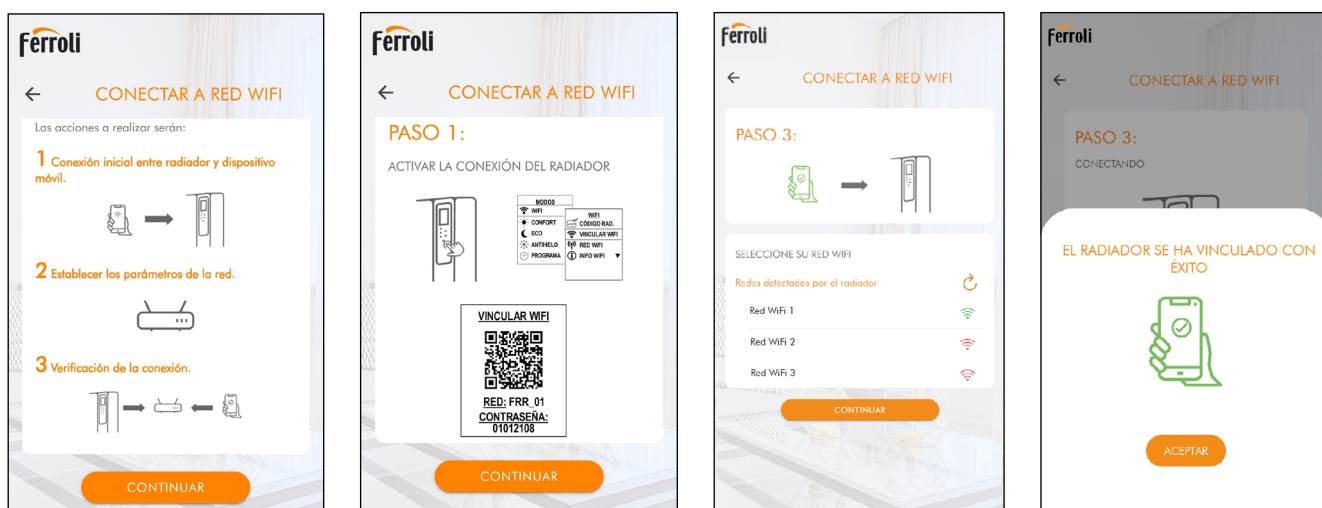 Ferroli
CONECTAR A RED WIFI
Las acciones a realizar serán:
1 Conexión inicial entre radiador y dispositivo
móvil.
2 Establecer los parámetros de la red.
3 Verificación de la conexión.
CONTINUAR
Ferroli
CONECTAR A RED WIFI
PASO 1:
ACTIVAR LA CONEXIÓN DEL RADIADOR
MODOS
WIFI
CONFORT
ECO
ANTIHIELO
PROGRAMA
WIFI
CÓDIGO RAD.
VINCULAR WIFI
RED WIFI
INFO WIFI
VINCULAR WIFI
RED: FRR_01
CONTRASEÑA:
01012108
CONTINUAR
Ferroli
CONECTAR A RED WIFI
PASO 3:
SELECCIONE SU RED WIFI
Redes detectadas por el radiador
Red WiFi 1
Red WiFi 2
Red WiFi 3
CONTINUAR
Ferroli
CONECTAR A RED WIFI
PASO 3:
CONECTANDO
EL RADIADOR SE HA VINCULADO CON
ÉXITO
ACEPTAR